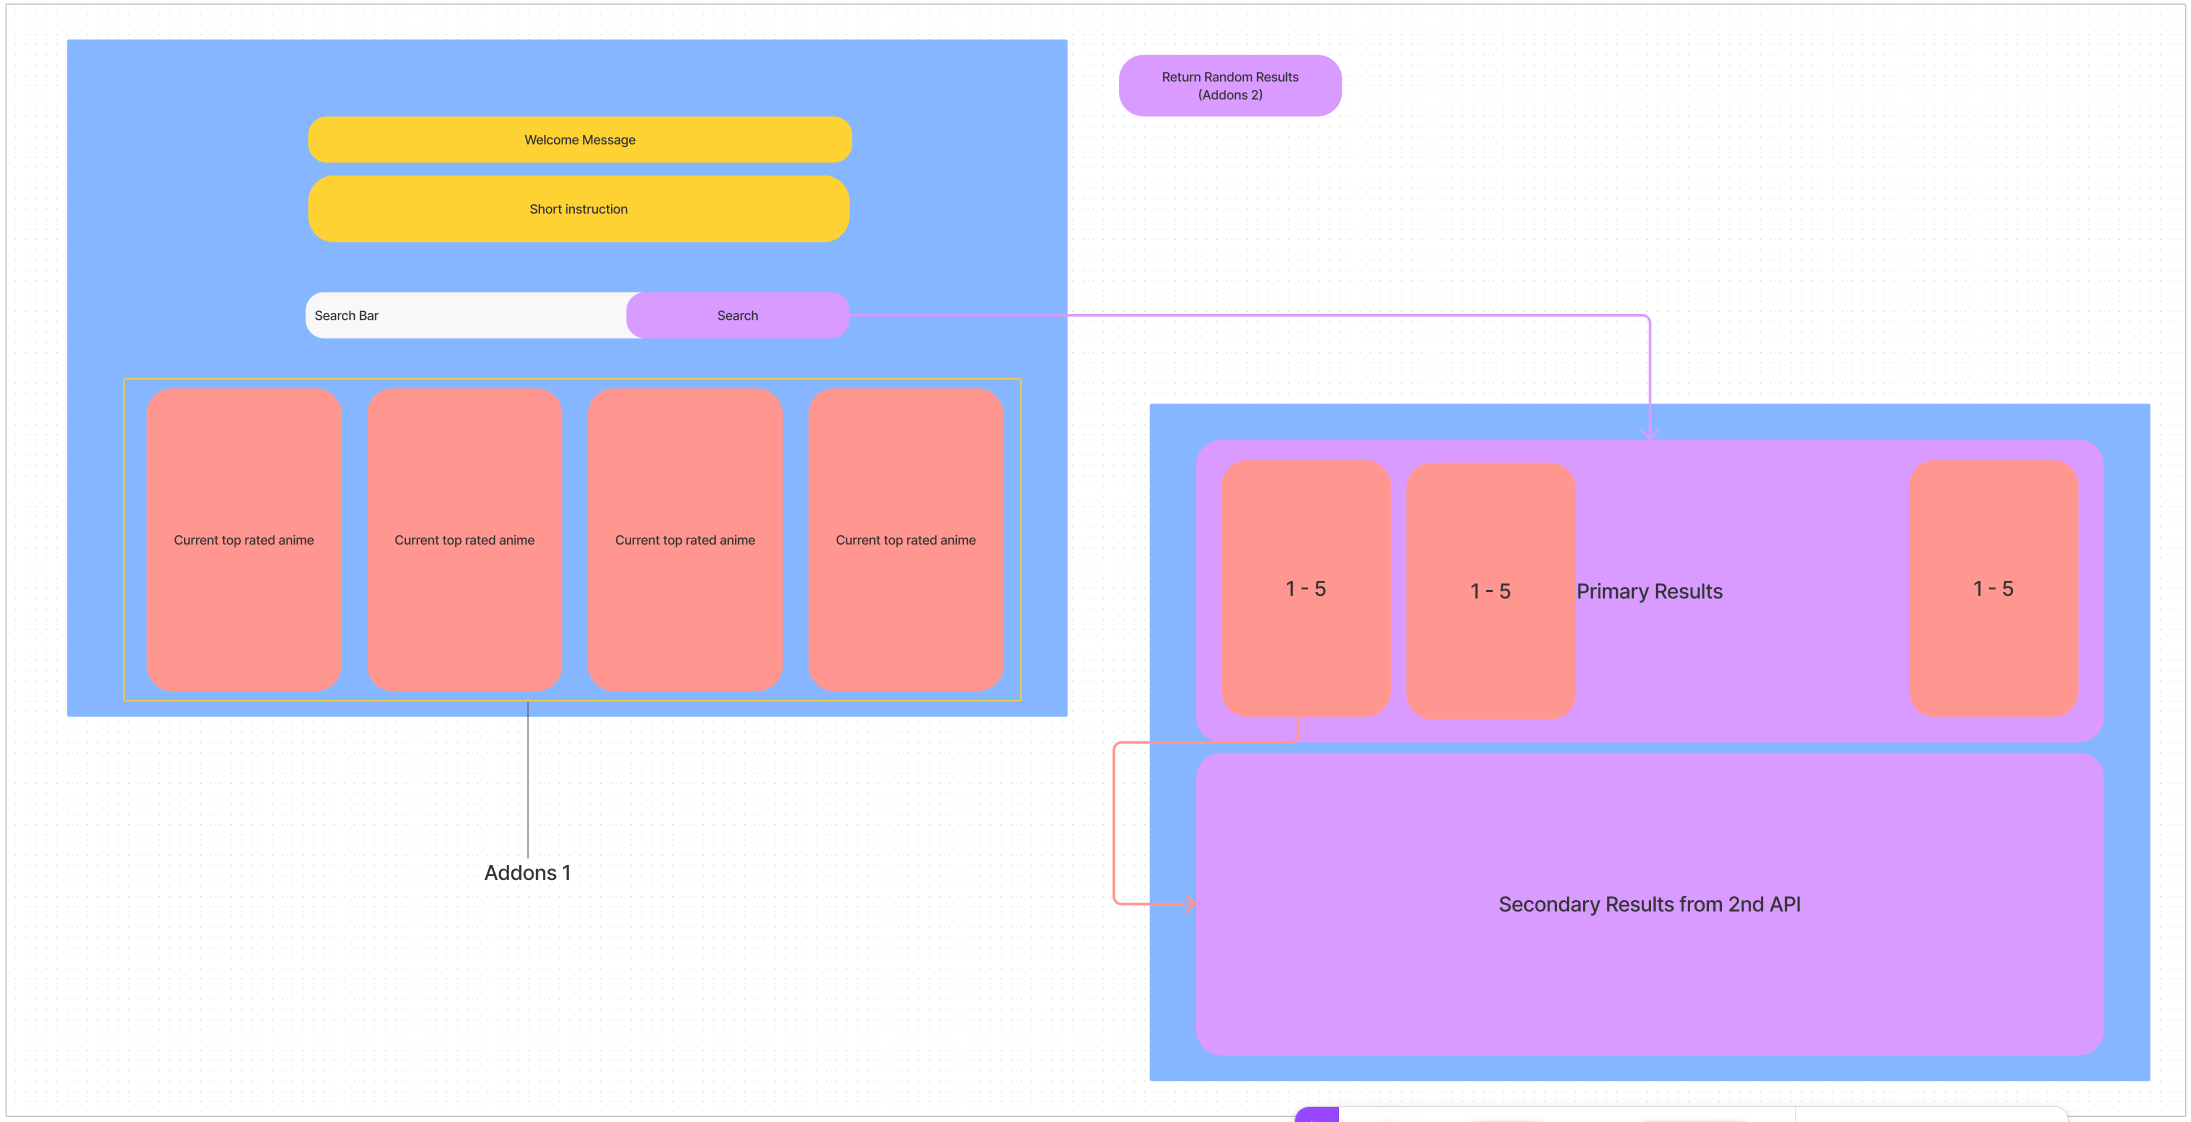 Return Random Results
(Addons 2)
Welcome Message
Short instruction
Search Bar
Search
Current top rated anime
Current top rated anime
Current top rated anime
Current top rated anime
Addons 1
1 - 5
1 - 5
Primary Results
1 - 5
Secondary Results from 2nd API